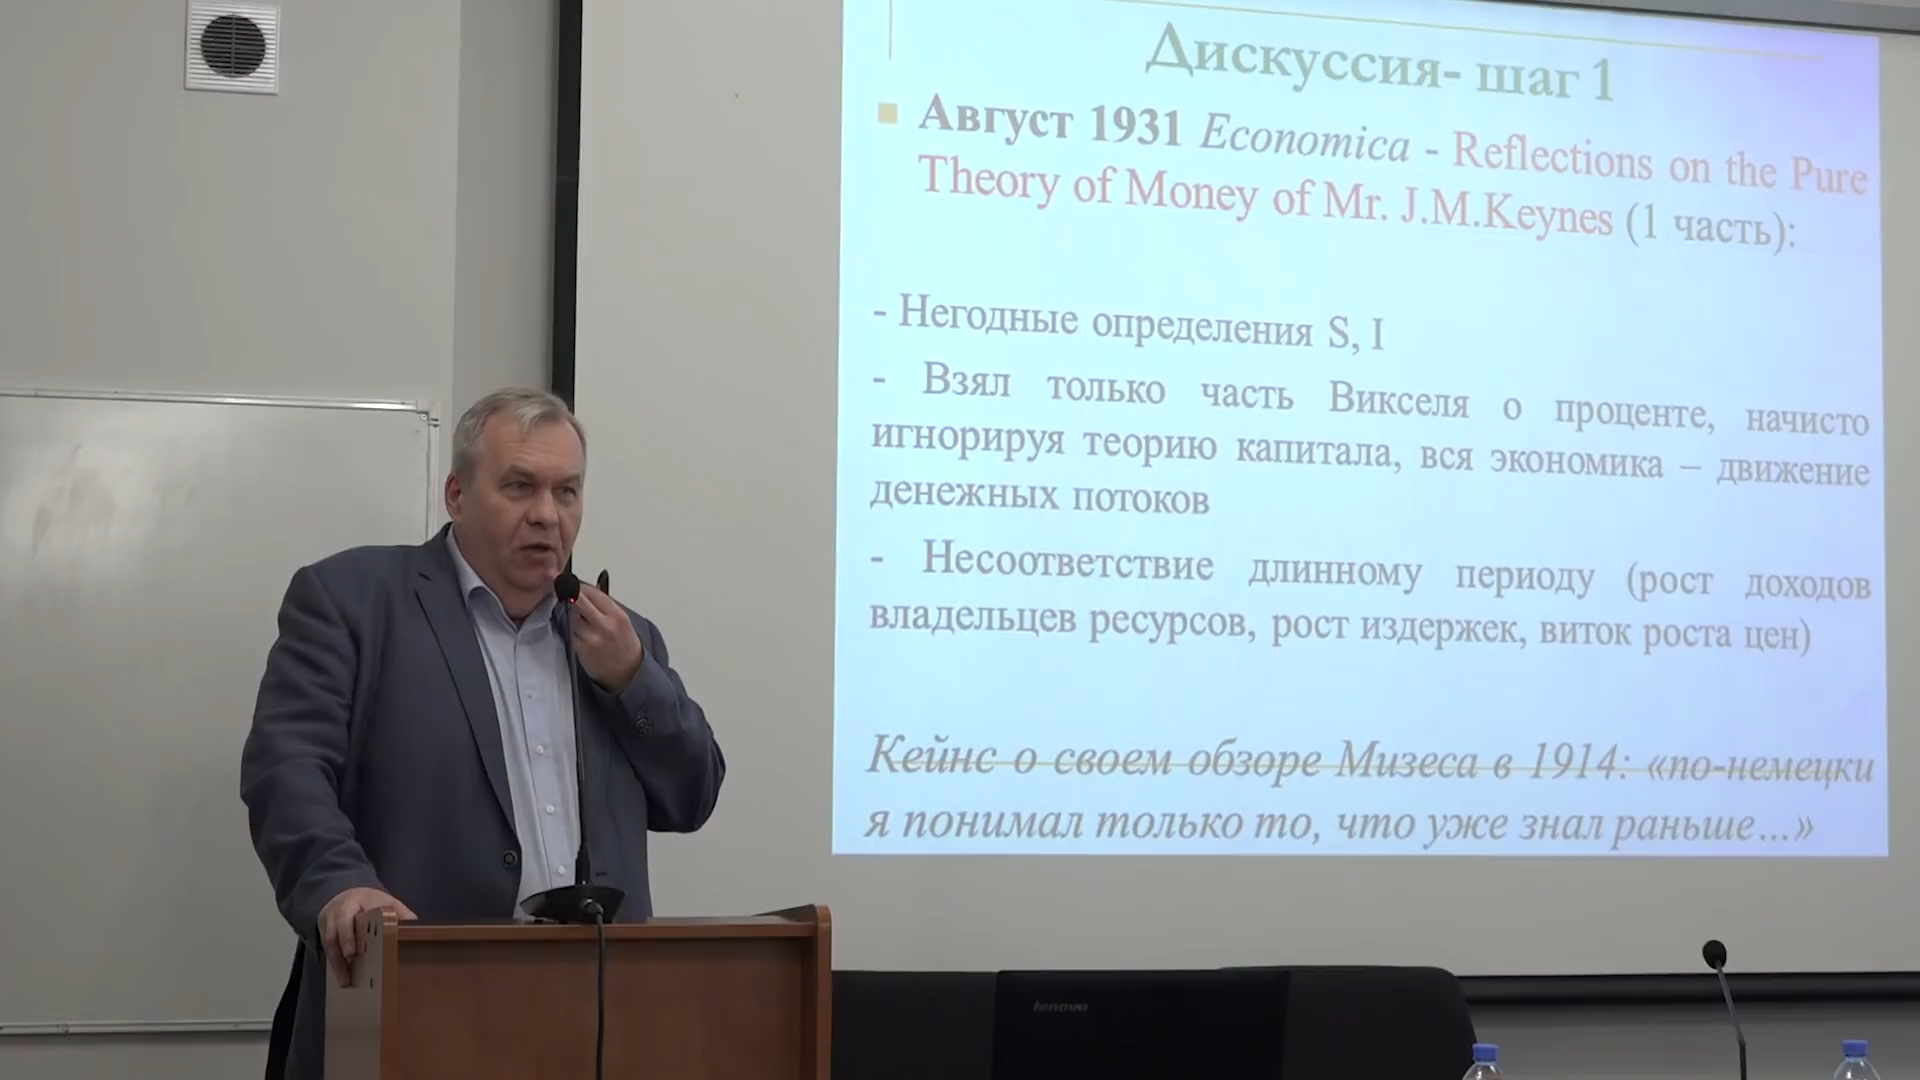 Дискуссия- шаг 1
Август 1931 Economica - Reflections on the Pure
Theory of Money of Mr. J.M.Keynes (1 часть):
- Негодные определения S, I
- Взял только часть Викселя о проценте, начисто
игнорируя теорию капитала, вся экономика – движение
денежных потоков
- Несоответствие длинному периоду (рост доходов
владельцев ресурсов, рост издержек, виток роста цен)
Кейнс о своем обзоре Мизеса в 1914: «по-немецки
я понимал только то, что уже знал раньше...»
lenovo